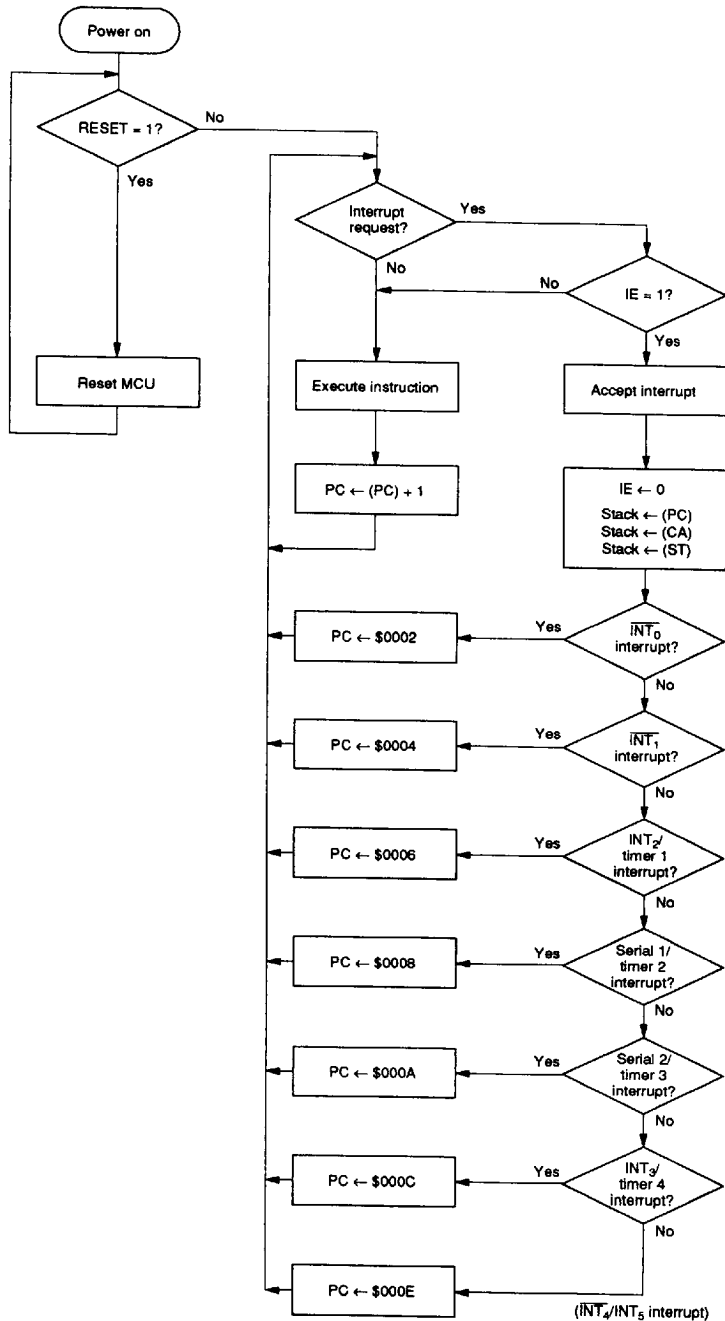 Power on
RESET = 1?
No
Yes
Reset MCU
Interrupt
request?
Yes
No
IE = 1?
No
Yes
Execute instruction
Accept interrupt
PC ← (PC) + 1
IE ← 0
Stack ← (PC)
Stack ← (CA)
Stack ← (ST)
PC ← $0002
Yes
I̅N̅T̅₀
interrupt?
No
PC ← $0004
Yes
I̅N̅T̅₁
interrupt?
No
PC ← $0006
Yes
INT₂/
timer 1
interrupt?
No
PC ← $0008
Yes
Serial 1/
timer 2
interrupt?
No
PC ← $000A
Yes
Serial 2/
timer 3
interrupt?
No
PC ← $000C
Yes
INT₃/
timer 4
interrupt?
No
PC ← $000E
(I̅N̅T̅₄/INT₅ interrupt)